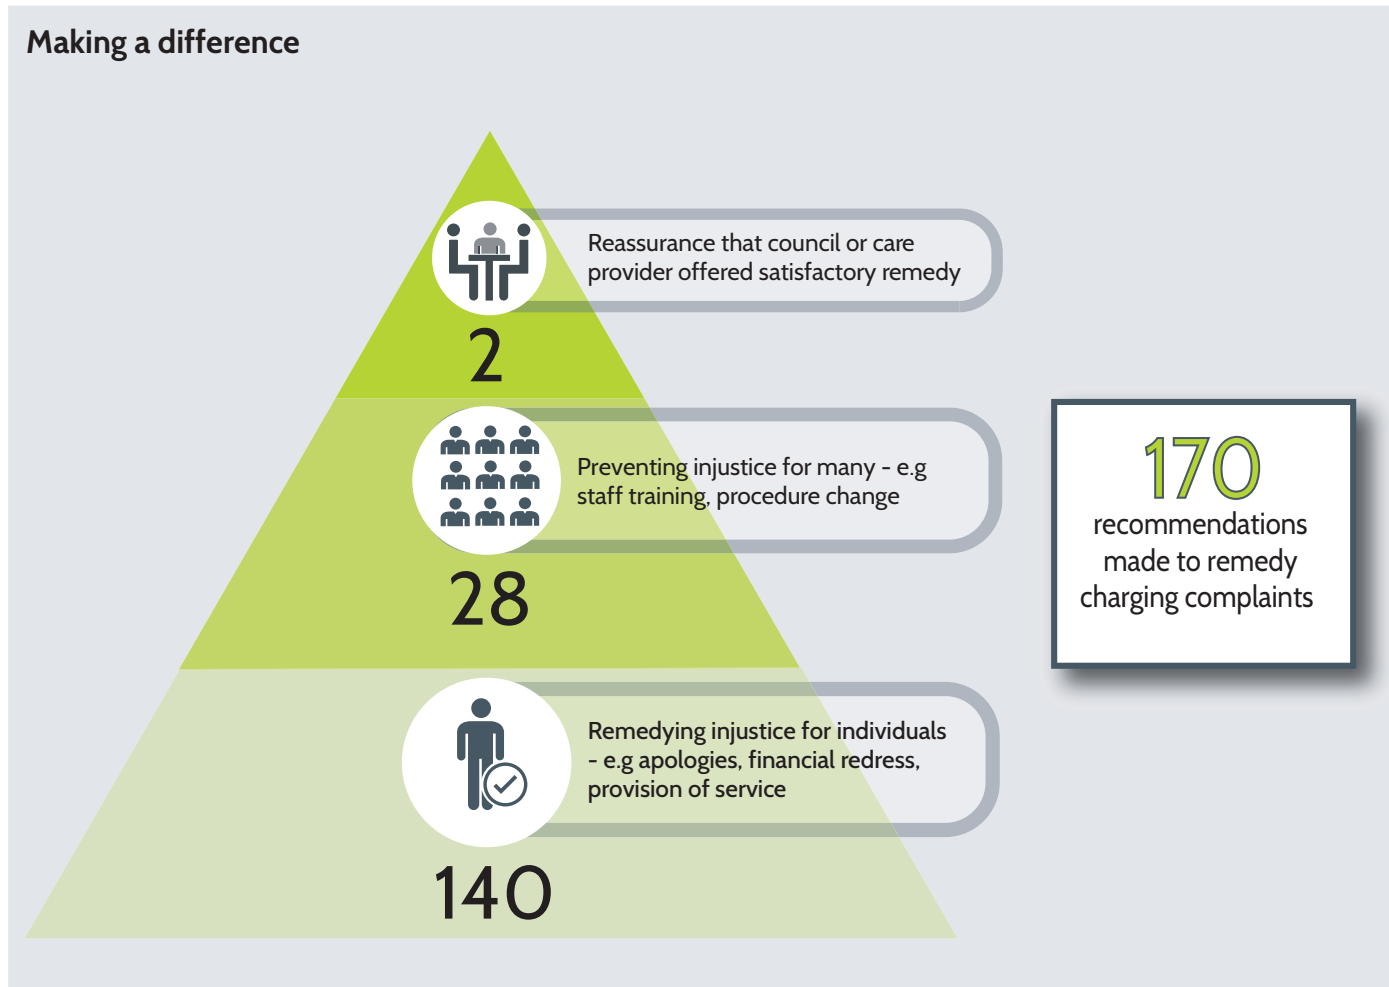 Making a difference
Reassurance that council or care
provider offered satisfactory remedy
2
Preventing injustice for many - e.g
staff training, procedure change
28
Remedying injustice for individuals
- e.g apologies, financial redress,
provision of service
140
170
recommendations
made to remedy
charging complaints